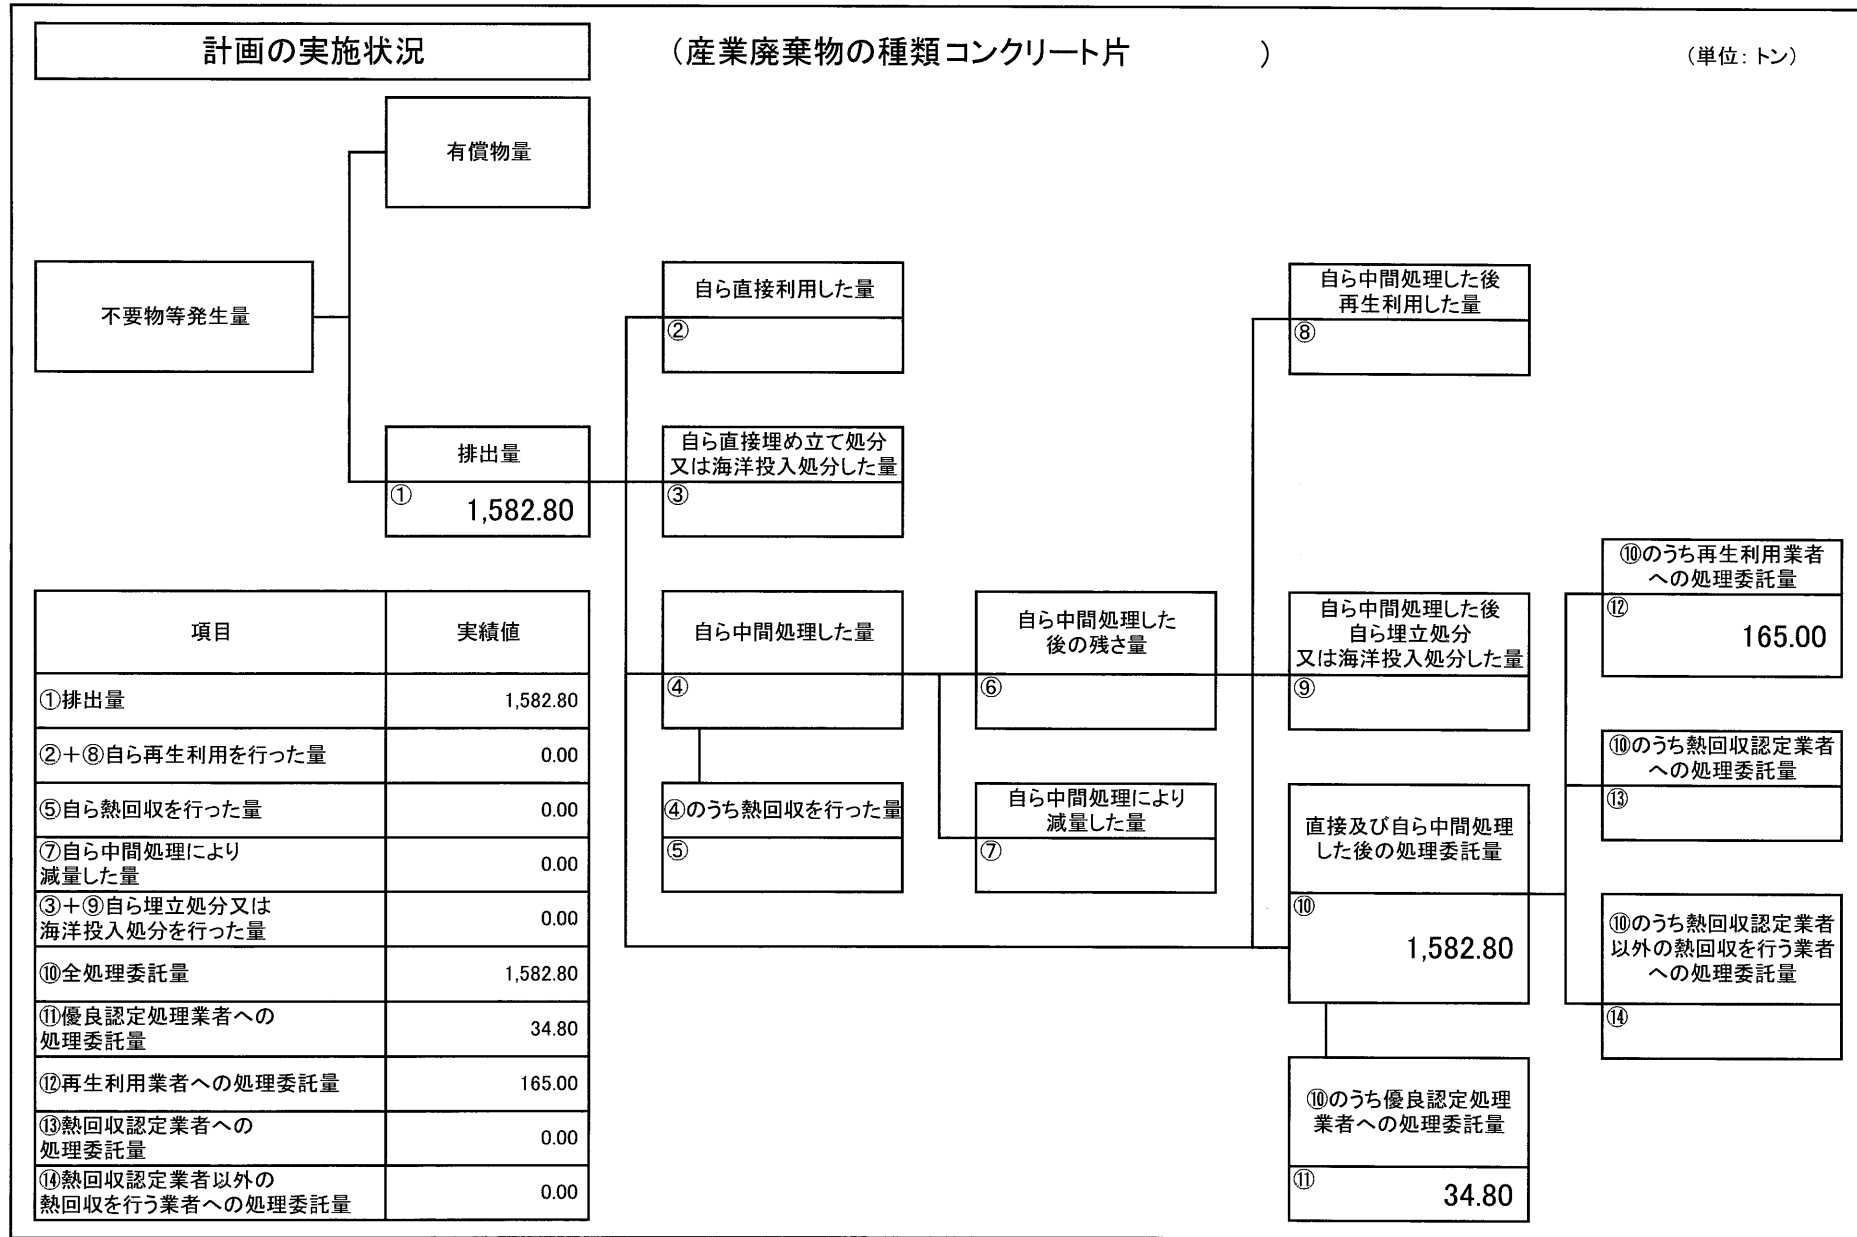 計画の実施状況
（産業廃棄物の種類コンクリート片　　　　）
（単位：トン）
有償物量
不要物等発生量
自ら直接利用した量
②
自ら中間処理した後
再生利用した量
⑧
排出量
① 1,582.80
自ら直接埋め立て処分
又は海洋投入処分した量
③
⑩のうち再生利用業者
への処理委託量
⑫
165.00
項目 実績値
①排出量 1,582.80
②＋⑧自ら再生利用を行った量 0.00
⑤自ら熱回収を行った量 0.00
⑦自ら中間処理により
減量した量 0.00
③＋⑨自ら埋立処分又は
海洋投入処分を行った量 0.00
⑩全処理委託量 1,582.80
⑪優良認定処理業者への
処理委託量 34.80
⑫再生利用業者への処理委託量 165.00
⑬熱回収認定業者への
処理委託量 0.00
⑭熱回収認定業者以外の
熱回収を行う業者への処理委託量 0.00
自ら中間処理した量
④
自ら中間処理した
後の残さ量
⑥
自ら中間処理した後
自ら埋立処分
又は海洋投入処分した量
⑨
④のうち熱回収を行った量
⑤
自ら中間処理により
減量した量
⑦
直接及び自ら中間処理
した後の処理委託量
⑩
1,582.80
⑩のうち熱回収認定業者
への処理委託量
⑬
⑩のうち熱回収認定業者
以外の熱回収を行う業者
への処理委託量
⑭
⑩のうち優良認定処理
業者への処理委託量
⑪
34.80